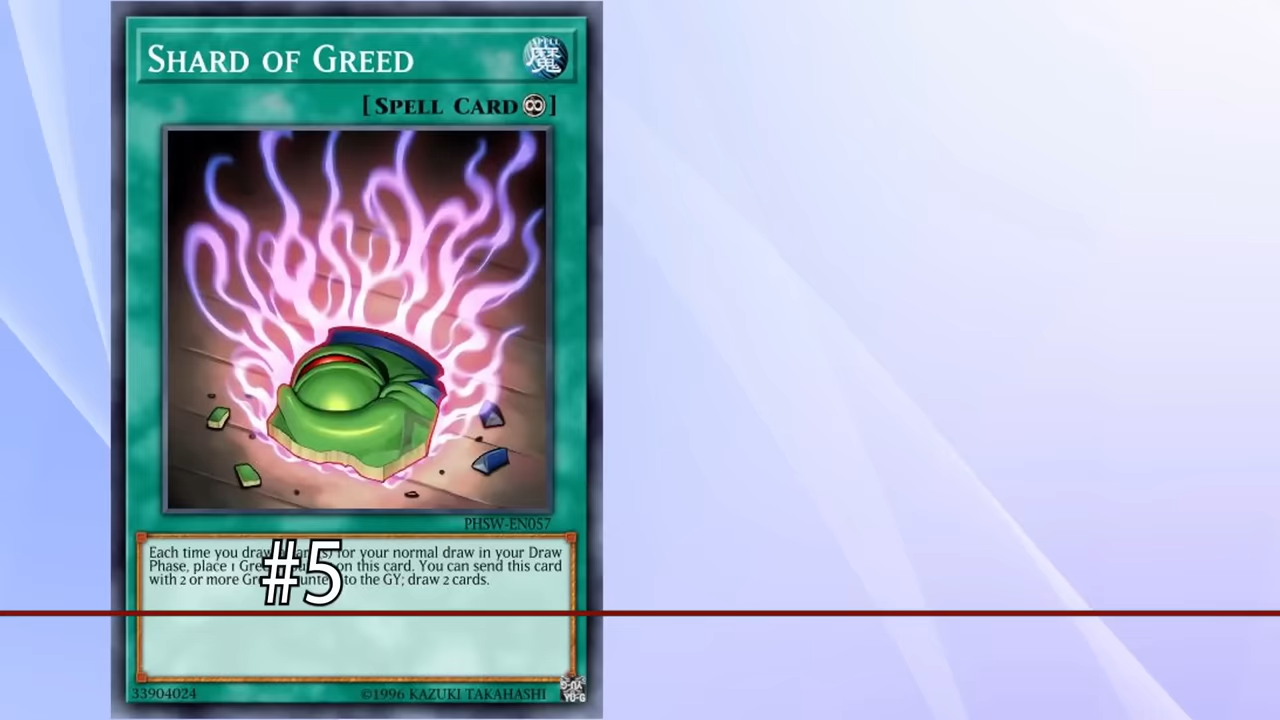 SHARD OF GREED
魔
[SPELL CARD♾]
PHSW-EN057
Each time you draw for your normal draw in your Draw
Phase, place 1 on this card. You can send this card
with 2 or more to the GY; draw 2 cards.
#5
33904024
©1996 KAZUKI TAKAHASHI